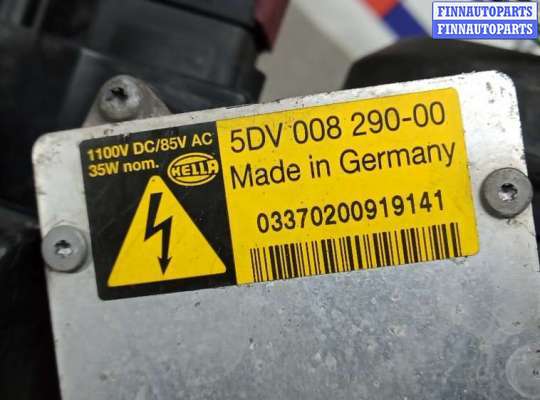 FINNAUTOPARTS
FINNAUTOPARTS
1100V DC/85V AC
35W nom.
HELLA
5DV 008 290-00
Made in Germany
03370200919141